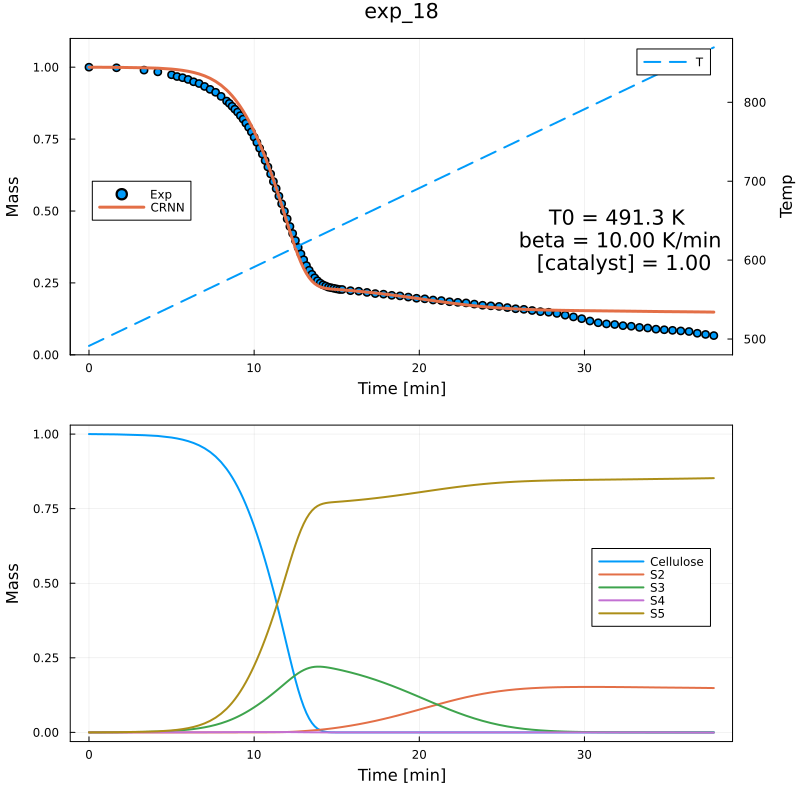 exp_18
1.00
0.75
0.50
0.25
0.00
Mass
0
10
20
30
Time [min]
800
700
600
500
Temp
T
Exp
CRNN
T0 = 491.3 K
beta = 10.00 K/min
[catalyst] = 1.00
1.00
0.75
0.50
0.25
0.00
Mass
0
10
20
30
Time [min]
Cellulose
S2
S3
S4
S5